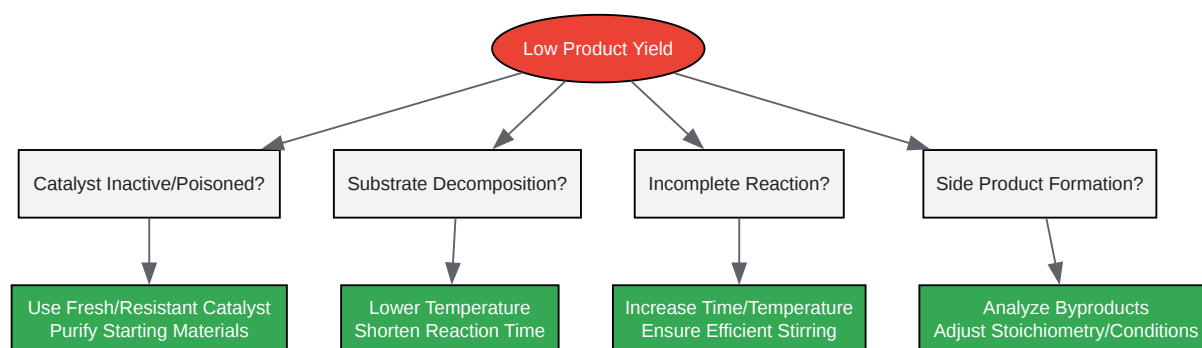 Low Product Yield
Catalyst Inactive/Poisoned?
Substrate Decomposition?
Incomplete Reaction?
Side Product Formation?
Use Fresh/Resistant Catalyst
Purify Starting Materials
Lower Temperature
Shorten Reaction Time
Increase Time/Temperature
Ensure Efficient Stirring
Analyze Byproducts
Adjust Stoichiometry/Conditions